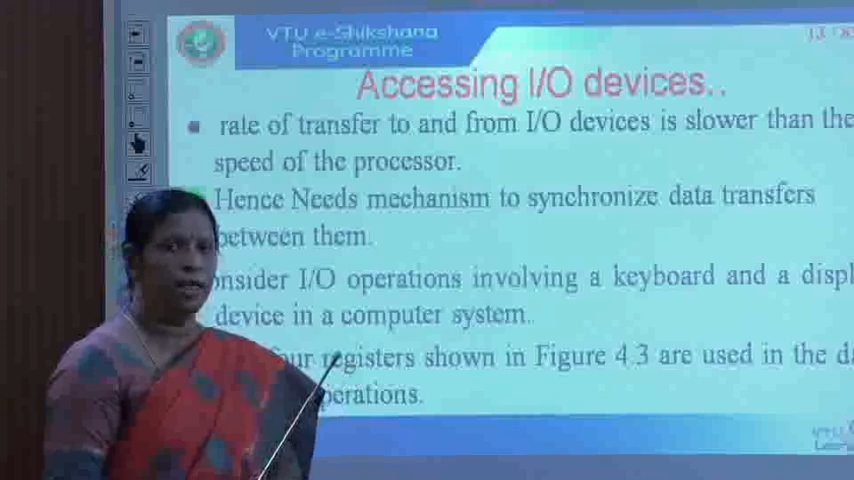 VTU e-Shikshana
Programme
Accessing I/O devices..
rate of transfer to and from I/O devices is slower than the
speed of the processor.
Hence Needs mechanism to synchronize data transfers
between them.
onsider I/O operations involving a keyboard and a displ
device in a computer system.
our registers shown in Figure 4.3 are used in the da
perations.